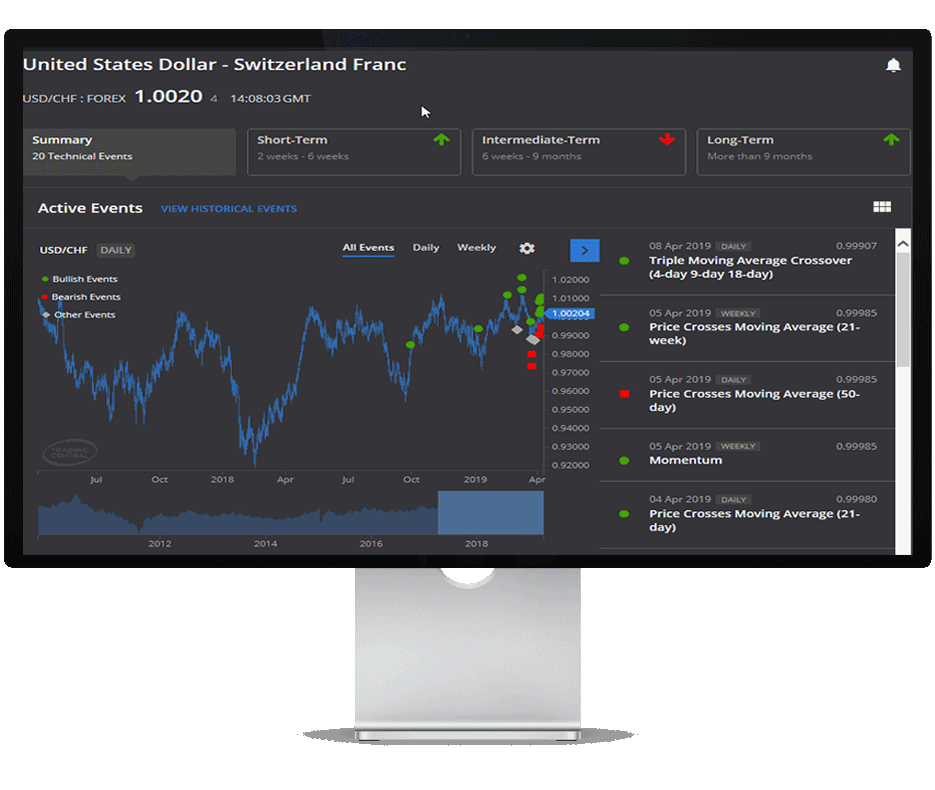 United States Dollar - Switzerland Franc
USD/CHF : FOREX 1.0020 4 14:08:03 GMT
Summary
20 Technical Events
Short-Term
2 weeks - 6 weeks
Intermediate-Term
6 weeks - 9 months
Long-Term
More than 9 months
Active Events VIEW HISTORICAL EVENTS
USD/CHF DAILY
All Events Daily Weekly
Bullish Events
Bearish Events
Other Events
1.02000
1.01000
1.00204
0.99000
0.98000
0.97000
0.96000
0.95000
0.94000
0.93000
0.92000
TRADING
CENTRAL
Jul Oct 2018 Apr Jul Oct 2019 Apr
2012 2014 2016 2018
08 Apr 2019 DAILY 0.99907
Triple Moving Average Crossover
(4-day 9-day 18-day)
05 Apr 2019 WEEKLY 0.99985
Price Crosses Moving Average (21-
week)
05 Apr 2019 DAILY 0.99985
Price Crosses Moving Average (50-
day)
05 Apr 2019 WEEKLY 0.99985
Momentum
04 Apr 2019 DAILY 0.99980
Price Crosses Moving Average (21-
day)